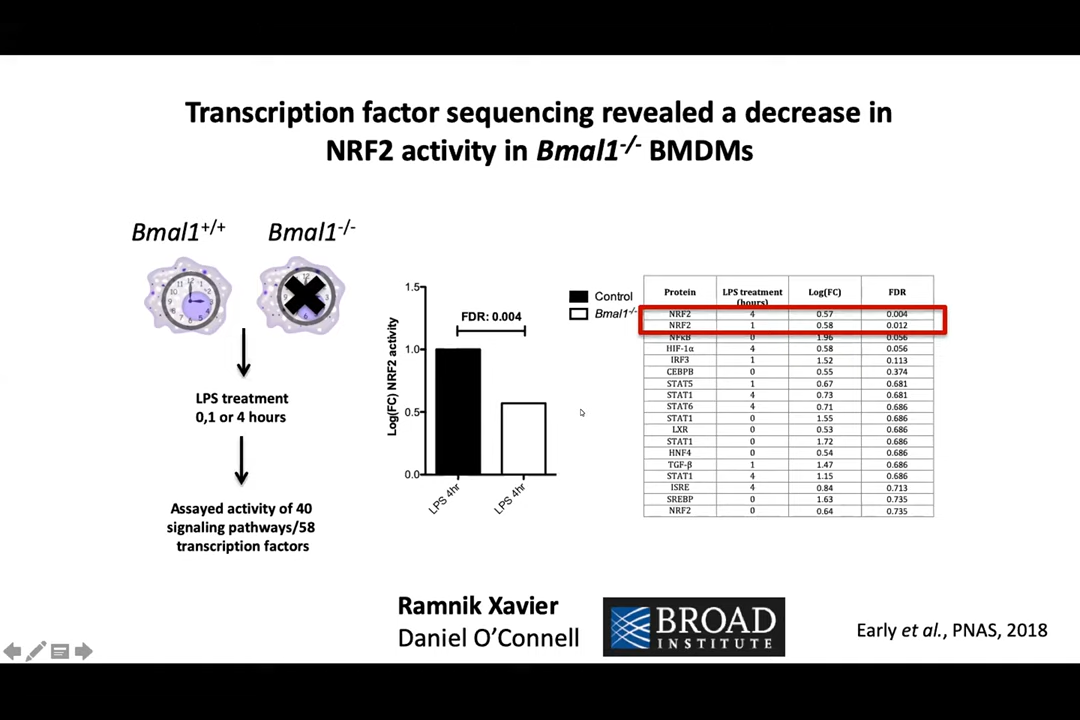 Transcription factor sequencing revealed a decrease in
NRF2 activity in Bmal1-/- BMDMs
Bmal1+/+
Bmal1-/-
LPS treatment
0,1 or 4 hours
Assayed activity of 40
signaling pathways/58
transcription factors
Log(FC) NRF2 activity
1.5
1.0
0.5
0.0
FDR: 0.004
LPS 4hr
LPS 4hr
Control
Bmal1-/-
Protein LPS treatment (hours) Log(FC) FDR
NRF2 4 0.57 0.004
NRF2 1 0.58 0.012
NFkB 0 1.96 0.056
HIF-1α 4 0.58 0.056
IRF3 1 1.52 0.113
CEBPB 0 0.55 0.374
STAT5 1 0.67 0.681
STAT1 4 0.73 0.681
STAT6 4 0.71 0.686
STAT1 0 1.55 0.686
LXR 0 0.53 0.686
STAT1 0 1.72 0.686
HNF4 0 0.54 0.686
TGF-β 1 1.47 0.686
STAT1 4 1.15 0.686
ISRE 4 0.84 0.713
SREBP 0 1.63 0.735
NRF2 0 0.64 0.735
Ramnik Xavier
Daniel O'Connell
BROAD
INSTITUTE
Early et al., PNAS, 2018